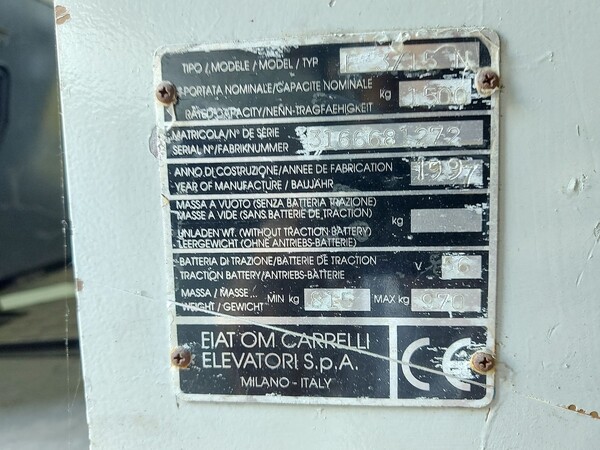 TIPO / MODELE / MODEL / TYP
PORTATA NOMINALE/CAPACITE NOMINALE kg 1500
RATED CAPACITY/NENN-TRAGFAEHIGKEIT
MATRICOLA/N° DE SÉRIE
SERIAL N°/FABRIKNUMMER
ANNO DI COSTRUZIONE/ANNEE DE FABRICATION 1997
YEAR OF MANUFACTURE / BAUJAHR
MASSA A VUOTO (SENZA BATTERIA TRAZIONE)
MASSE A VIDE (SANS BATTERIE DE TRACTION) kg
UNLADEN WT. (WITHOUT TRACTION-BATTERY)
LEERGEWICHT (OHNE ANTRIEBS-BATTERIE)
BATTERIA DI TRAZIONE/BATTERIE DE TRACTION V
TRACTION BATTERY/ANTRIEBS-BATTERIE
MASSA / MASSE... MIN kg MAX kg
WEIGHT / GEWICHT
FIAT OM CARRELLI
ELEVATORI S.p.A.
MILANO - ITALY
CE